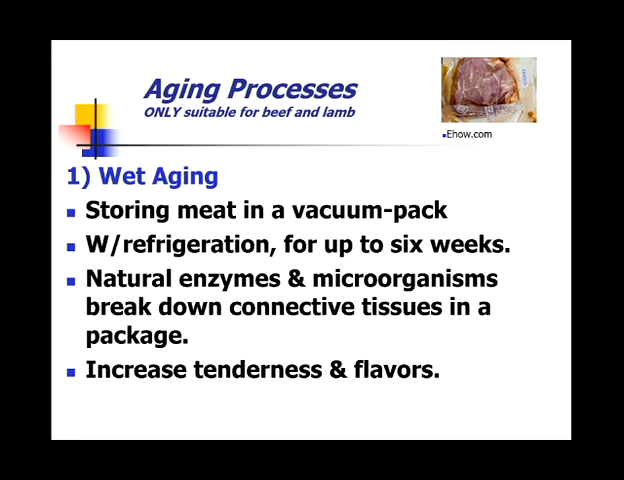 Aging Processes
ONLY suitable for beef and lamb
Ehow.com
1) Wet Aging
Storing meat in a vacuum-pack
W/refrigeration, for up to six weeks.
Natural enzymes & microorganisms
break down connective tissues in a
package.
Increase tenderness & flavors.